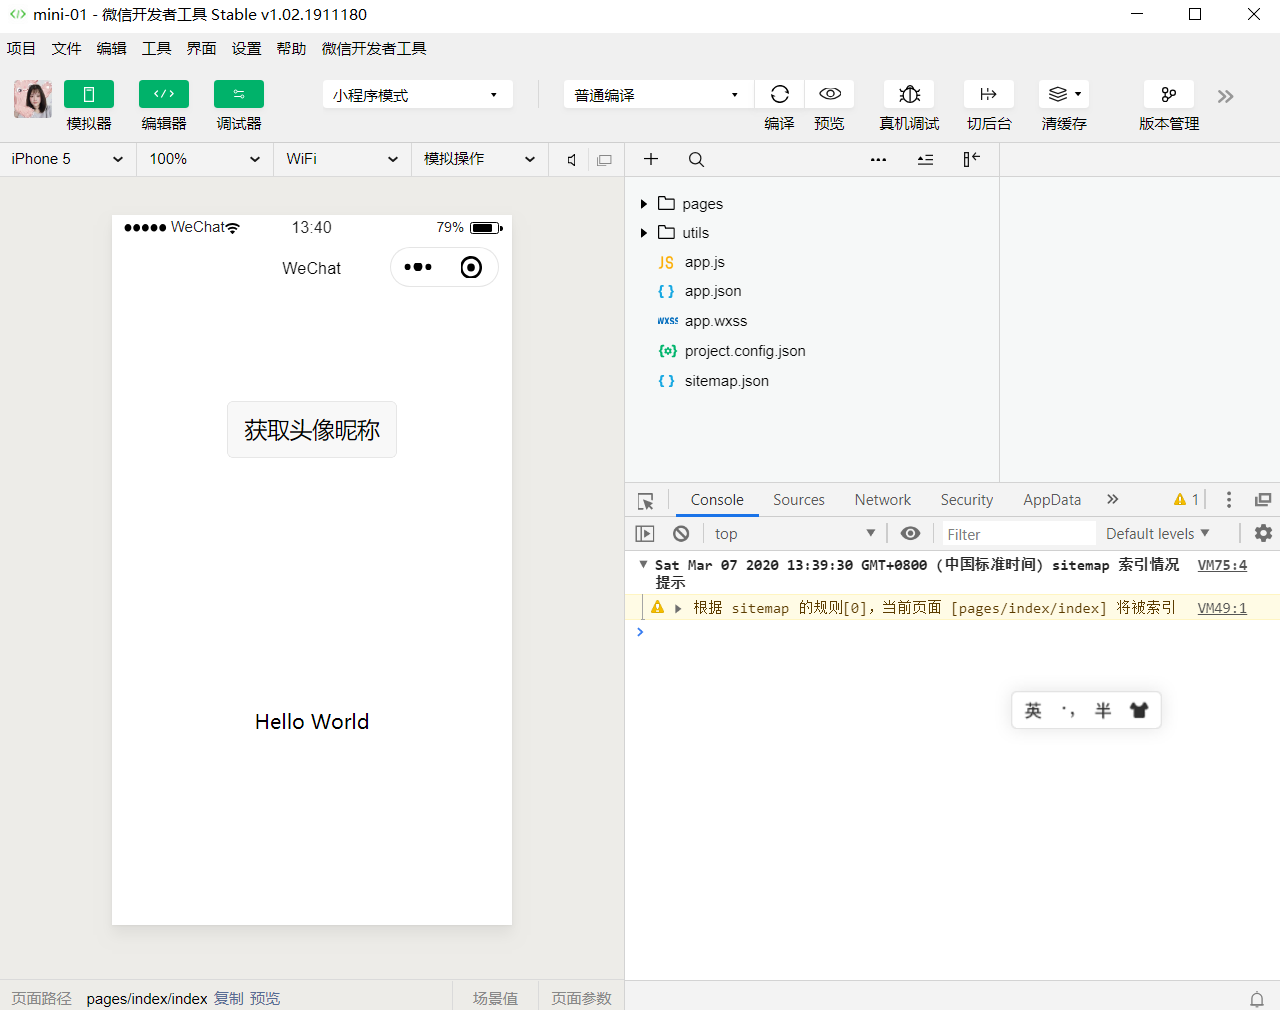 mini-01 - 微信开发者工具 Stable v1.02.1911180
项目 文件 编辑 工具 界面 设置 帮助 微信开发者工具
小程序模式 普通编译
模拟器 编辑器 调试器 编译 预览 真机调试 切后台 清缓存 版本管理
iPhone 5 100% WiFi 模拟操作
WeChat 13:40 79%
WeChat
获取头像昵称
Hello World
页面路径 pages/index/index 复制 预览 场景值 页面参数
pages
utils
JS app.js
{ } app.json
WXSS app.wxss
project.config.json
{ } sitemap.json
Console Sources Network Security AppData 1
top Filter Default levels
Sat Mar 07 2020 13:39:30 GMT+0800 (中国标准时间) sitemap 索引情况 VM75:4
提示
根据 sitemap 的规则[0]，当前页面 [pages/index/index] 将被索引 VM49:1
英 ·， 半